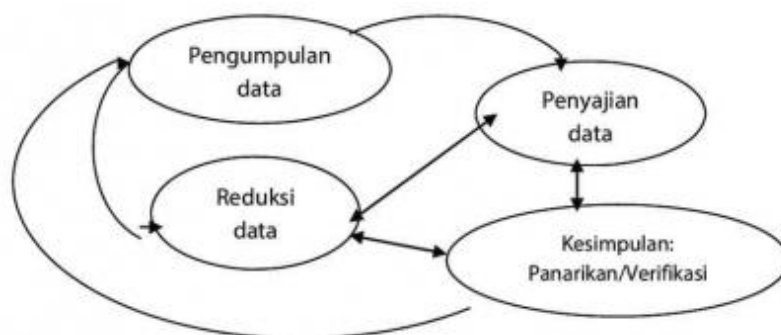 Pengumpulan
data
Penyajian
data
Reduksi
data
Kesimpulan:
Panarikan/Verifikasi